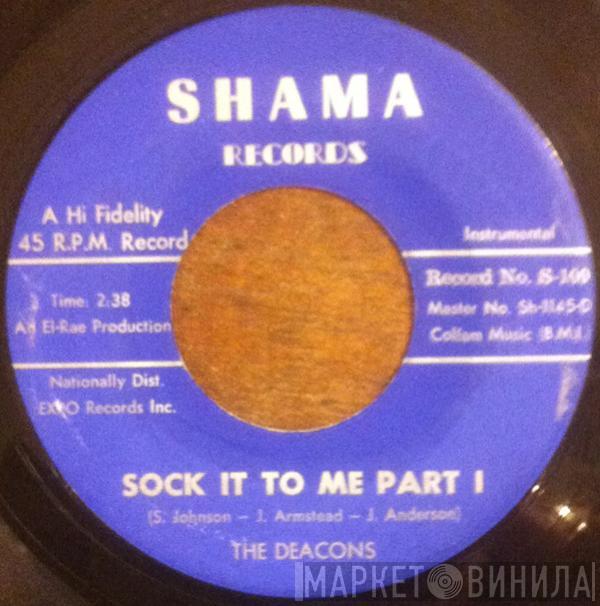 SHAMA
RECORDS
A Hi Fidelity
45 R.P.M. Record
Instrumental
Record No. S-100
Time: 2:38
Master No. Sh-1145-D
An El-Rae Production
Collam Music (B.M.I.
Nationally Dist.
EXPO Records Inc.
SOCK IT TO ME PART I
(S. Johnson - J. Armstead - J. Anderson)
THE DEACONS
МАРКЕТ ВИНИЛА